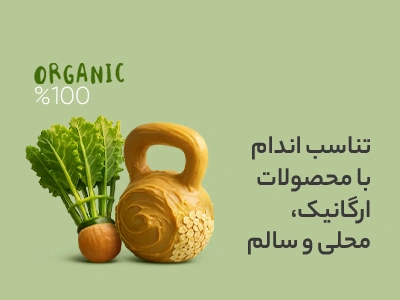 ORGANIC
%100
تناسب اندام
با محصولات
ارگانیک،
محلی و سالم